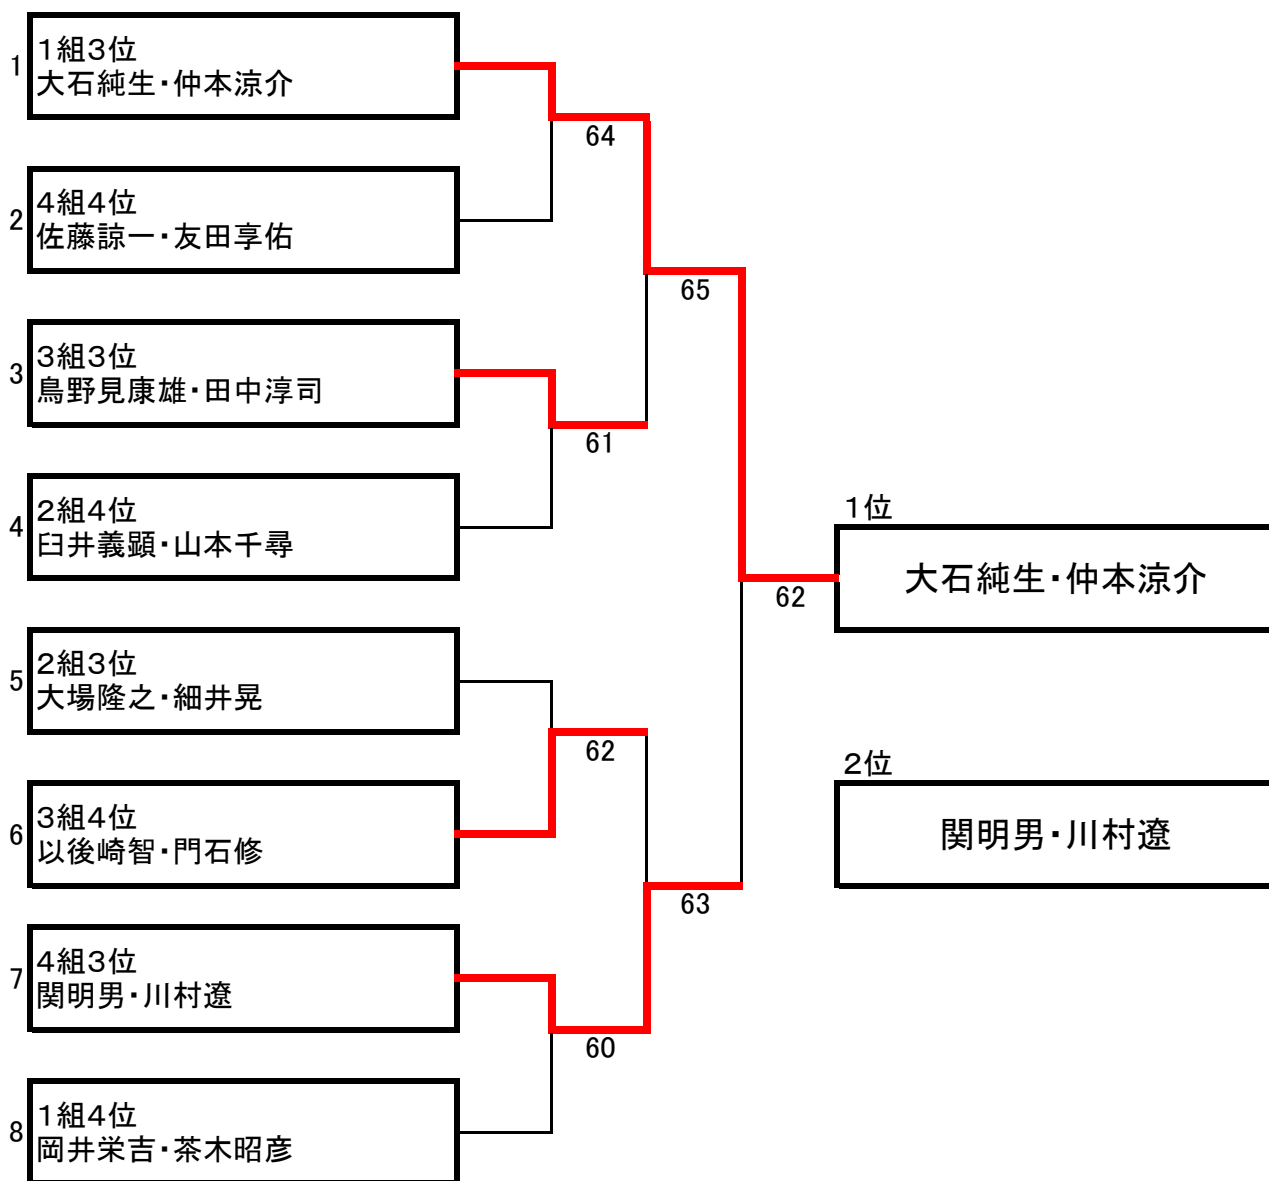 1
1組3位
大石純生・仲本涼介
64
2
4組4位
佐藤諒一・友田享佑
65
3
3組3位
鳥野見康雄・田中淳司
61
4
2組4位
臼井義顕・山本千尋
1位
大石純生・仲本涼介
62
5
2組3位
大場隆之・細井晃
62
6
3組4位
以後崎智・門石修
2位
関明男・川村遼
63
7
4組3位
関明男・川村遼
60
8
1組4位
岡井栄吉・茶木昭彦